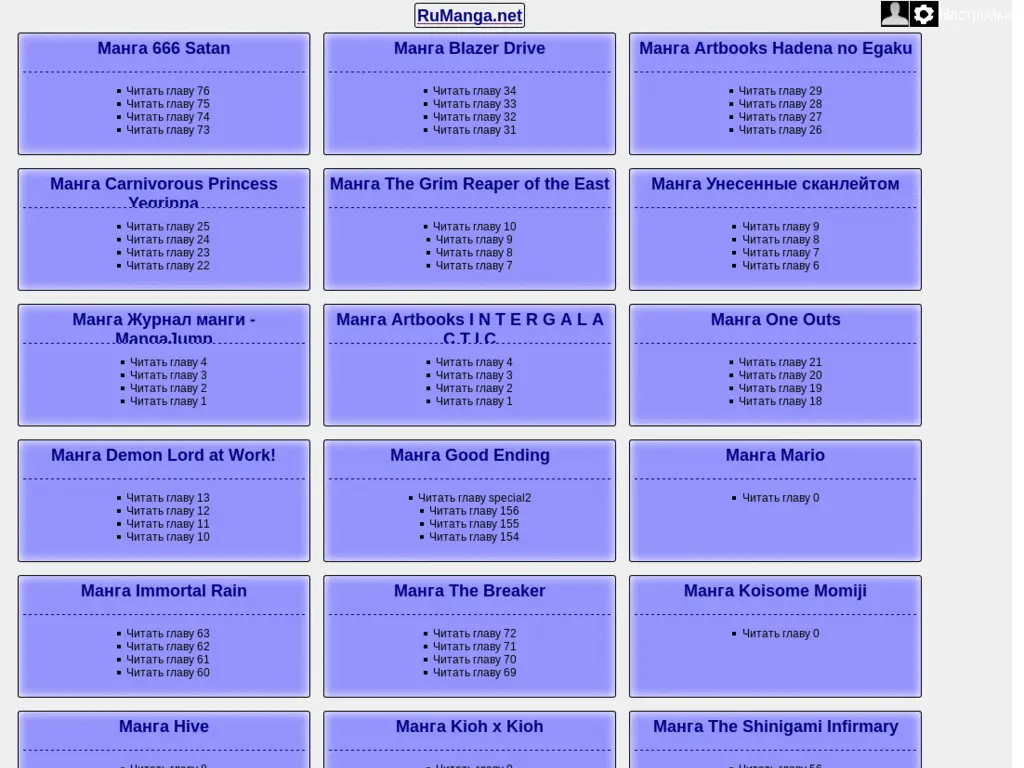 RuManga.net
Настройки
Манга 666 Satan
Читать главу 76
Читать главу 75
Читать главу 74
Читать главу 73
Манга Blazer Drive
Читать главу 34
Читать главу 33
Читать главу 32
Читать главу 31
Манга Artbooks Hadena no Egaku
Читать главу 29
Читать главу 28
Читать главу 27
Читать главу 26
Манга Carnivorous Princess
Yegrinna
Читать главу 25
Читать главу 24
Читать главу 23
Читать главу 22
Манга The Grim Reaper of the East
Читать главу 10
Читать главу 9
Читать главу 8
Читать главу 7
Манга Унесенные сканлейтом
Читать главу 9
Читать главу 8
Читать главу 7
Читать главу 6
Манга Журнал манги -
MangaJump
Читать главу 4
Читать главу 3
Читать главу 2
Читать главу 1
Манга Artbooks I N T E R G A L A
C T I C
Читать главу 4
Читать главу 3
Читать главу 2
Читать главу 1
Манга One Outs
Читать главу 21
Читать главу 20
Читать главу 19
Читать главу 18
Манга Demon Lord at Work!
Читать главу 13
Читать главу 12
Читать главу 11
Читать главу 10
Манга Good Ending
Читать главу special2
Читать главу 156
Читать главу 155
Читать главу 154
Манга Mario
Читать главу 0
Манга Immortal Rain
Читать главу 63
Читать главу 62
Читать главу 61
Читать главу 60
Манга The Breaker
Читать главу 72
Читать главу 71
Читать главу 70
Читать главу 69
Манга Koisome Momiji
Читать главу 0
Манга Hive
Манга Kioh x Kioh
Манга The Shinigami Infirmary